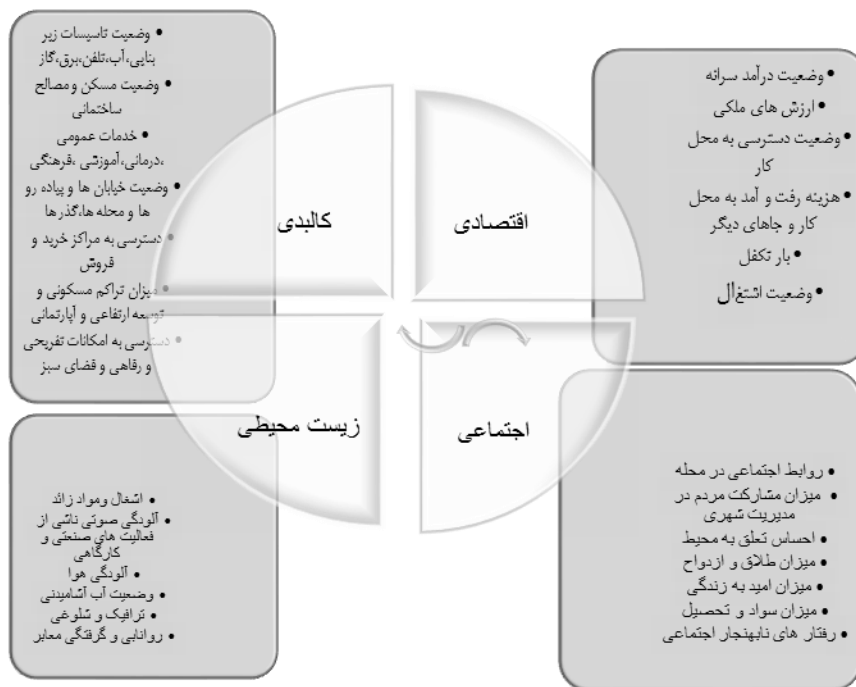 وضعیت تاسیسات زیر
بنایی،آب،تلفن،برق،گاز
وضعیت مسکن و مصالح
ساختمانی
خدمات عمومی
،درمانی،آموزشی ،فرهنگی
وضعیت خیابان ها و پیاده رو
ها و محله ها،گذر ها
دسترسی به مراکز خرید و
فروش
میزان تراکم مسکونی و
توسعه ارتفاعی و آپارتمانی
دسترسی به امکانات تفریحی
و رفاهی و فضای سبز
کالبدی
وضعیت درآمد سرانه
ارزش های ملکی
وضعیت دسترسی به محل
کار
هزینه رفت و آمد به محل
کار و جاهای دیگر
بار تکفل
وضعیت اشتغال
اقتصادی
زیست محیطی
اشغال ومواد زائد
آلودگی صوتی ناشی از
فعالیت های صنعتی و
کارگاهی
آلودگی هوا
وضعیت آب آشامیدنی
ترافیک و شلوغی
روانابی و گرفتگی معابر
اجتماعی
روابط اجتماعی در محله
میزان مشارکت مردم در
مدیریت شهری
احساس تعلق به محیط
میزان طلاق و ازدواج
میزان امید به زندگی
میزان سواد و تحصیل
رفتار های نابهنجار اجتماعی